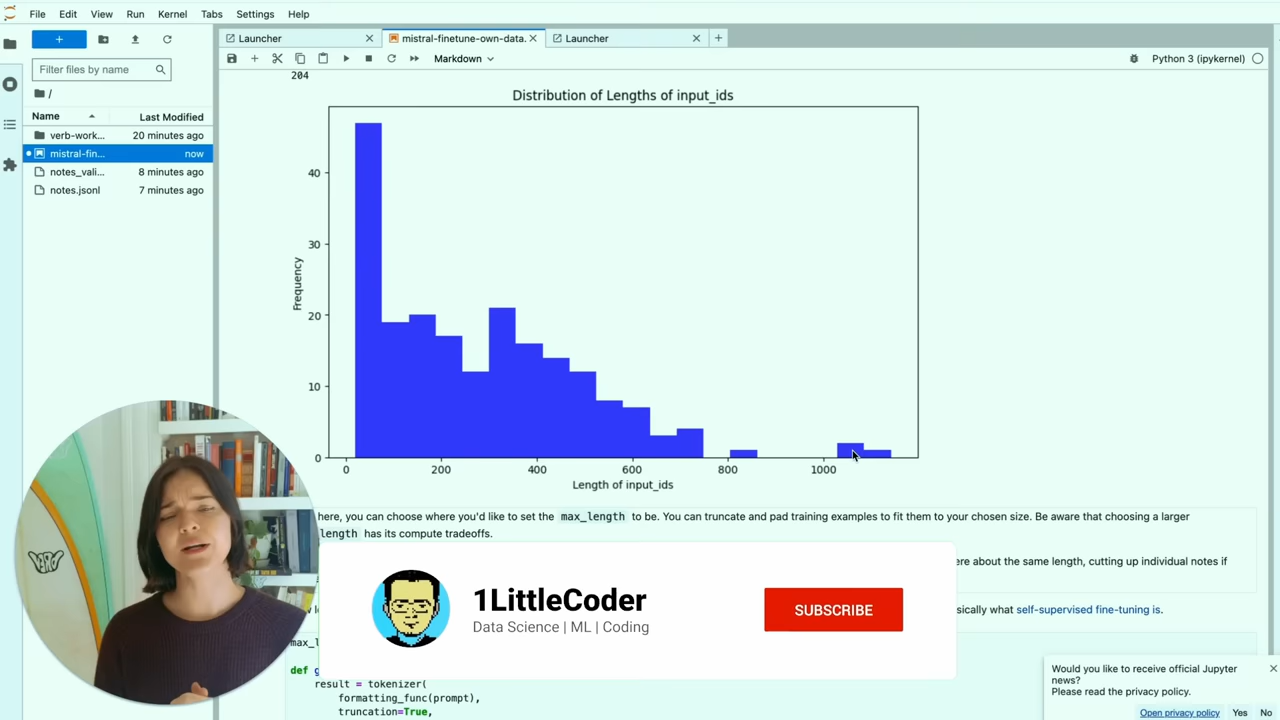 File Edit View Run Kernel Tabs Settings Help
Launcher
mistral-finetune-own-data.
Launcher
Filter files by name
Markdown
Python 3 (ipykernel)
/
Name Last Modified
verb-work... 20 minutes ago
mistral-fin... now
notes_vali... 8 minutes ago
notes.jsonl 7 minutes ago
204
Distribution of Lengths of input_ids
Frequency
40
30
20
10
0
0 200 400 600 800 1000
Length of input_ids
here, you can choose where you'd like to set the max_length to be. You can truncate and pad training examples to fit them to your chosen size. Be aware that choosing a larger
length has its compute tradeoffs.
about the same length, cutting up individual notes if
self-supervised fine-tuning is.
1LittleCoder
Data Science | ML | Coding
SUBSCRIBE
def
result = tokenizer(
formatting_func(prompt),
truncation=True,
Would you like to receive official Jupyter
news?
Please read the privacy policy.
Open privacy policy Yes No